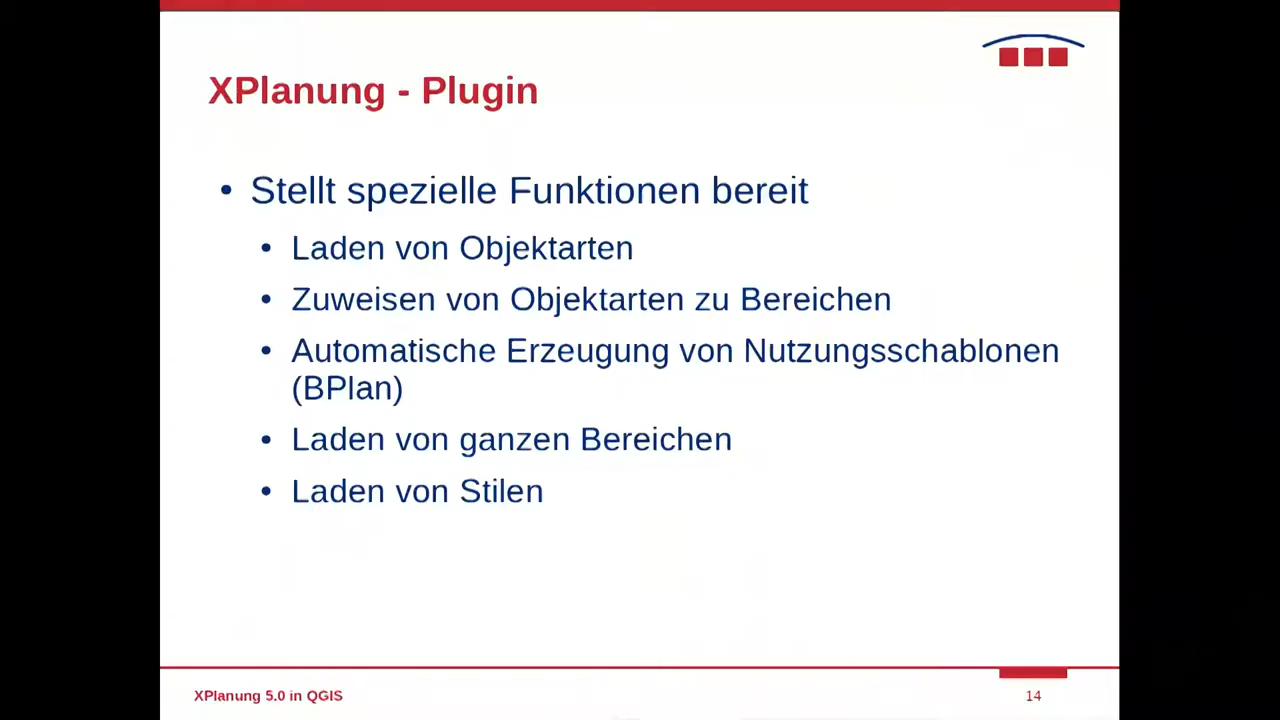 XPlanung - Plugin
• Stellt spezielle Funktionen bereit
• Laden von Objektarten
• Zuweisen von Objektarten zu Bereichen
• Automatische Erzeugung von Nutzungsschablonen
(BPlan)
• Laden von ganzen Bereichen
• Laden von Stilen
XPlanung 5.0 in QGIS
14